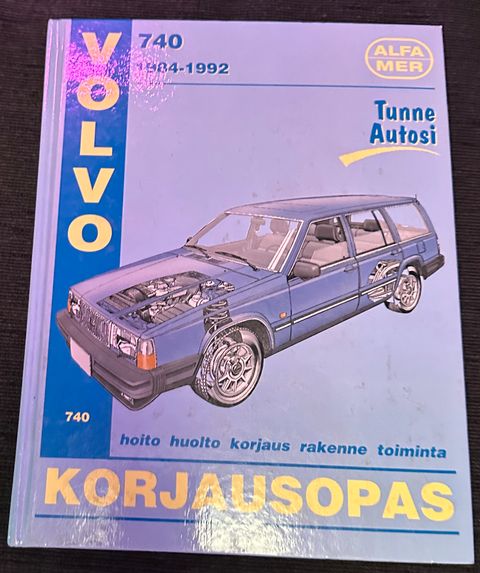 VOLVO
740
1984-1992
ALFA
MER
Tunne
Autosi
740
hoito huolto korjaus rakenne toiminta
KORJAUSOPAS